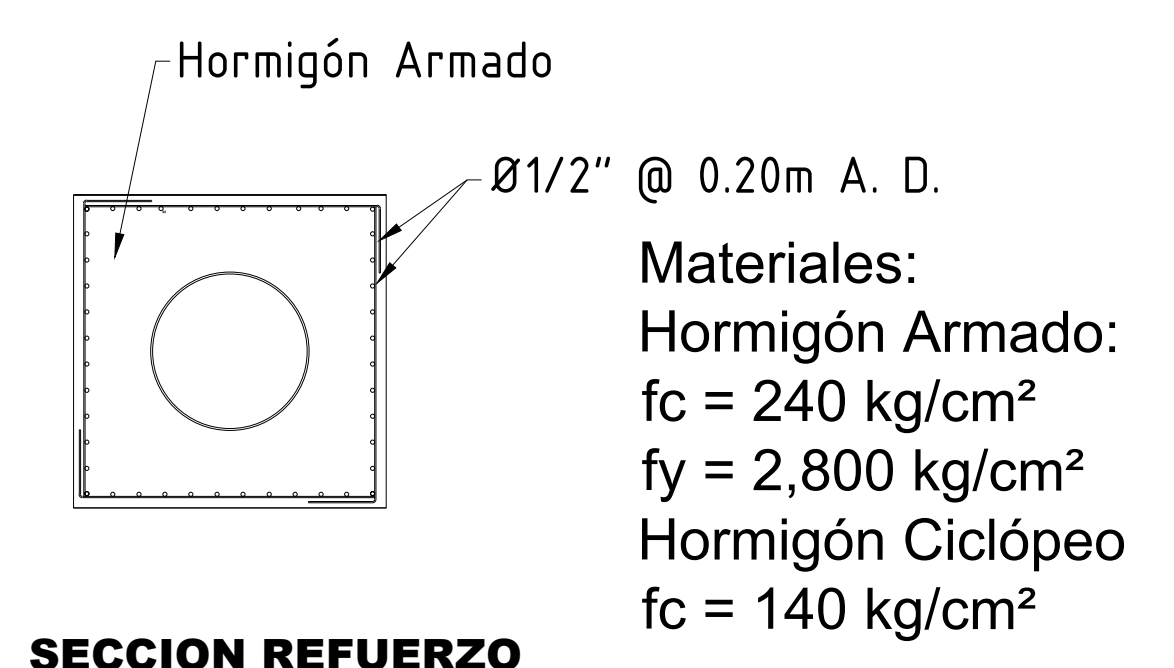 Hormigón Armado
Ø1/2" @ 0.20m A. D.
Materiales:
Hormigón Armado:
fc = 240 kg/cm²
fy = 2,800 kg/cm²
Hormigón Ciclópeo
fc = 140 kg/cm²
SECCION REFUERZO